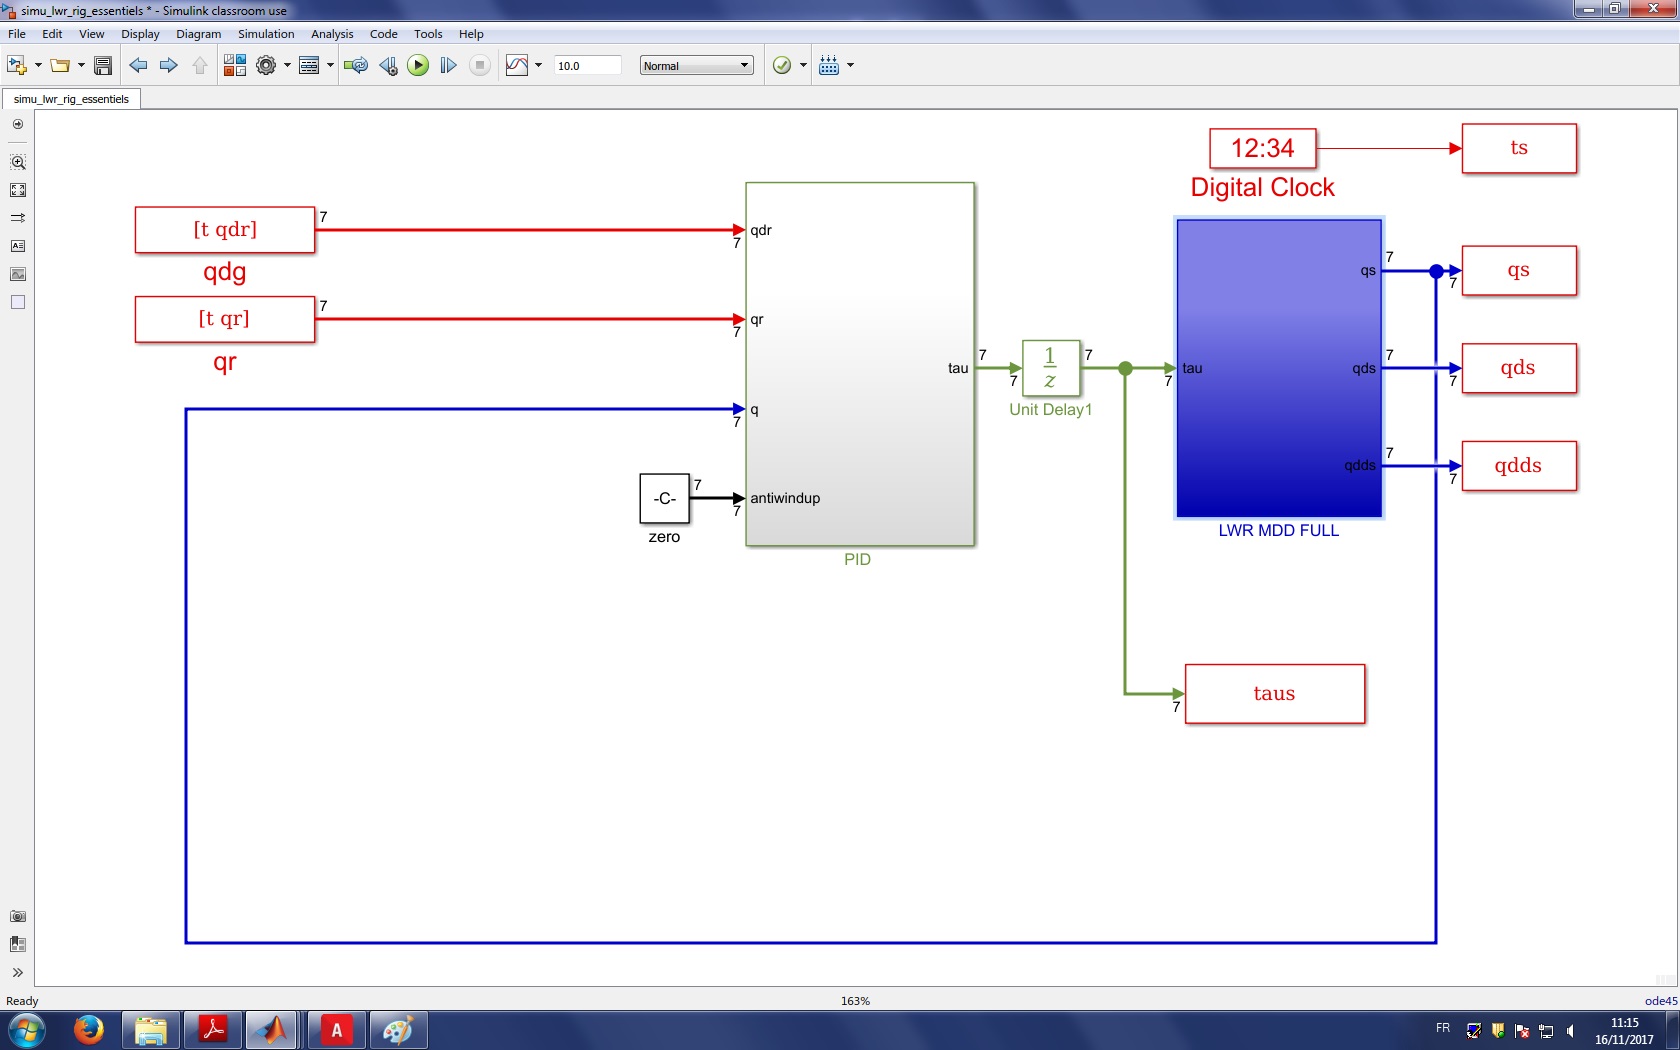 simu_lwr_rig_essentiels * - Simulink classroom use
File Edit View Display Diagram Simulation Analysis Code Tools Help
10.0 Normal
simu_lwr_rig_essentiels
12:34
Digital Clock
ts
[t qdr]
7
qdg
[t qr]
7
qr
7
qdr
7
qr
7
q
7
-C-
7
zero
7
antiwindup
tau
PID
7
7
1
z
7
Unit Delay1
7
tau
qs
qds
qdds
LWR MDD FULL
7
7
qs
7
7
qds
7
7
qdds
7
taus
Ready 163% ode45
A
FR
11:15
16/11/2017